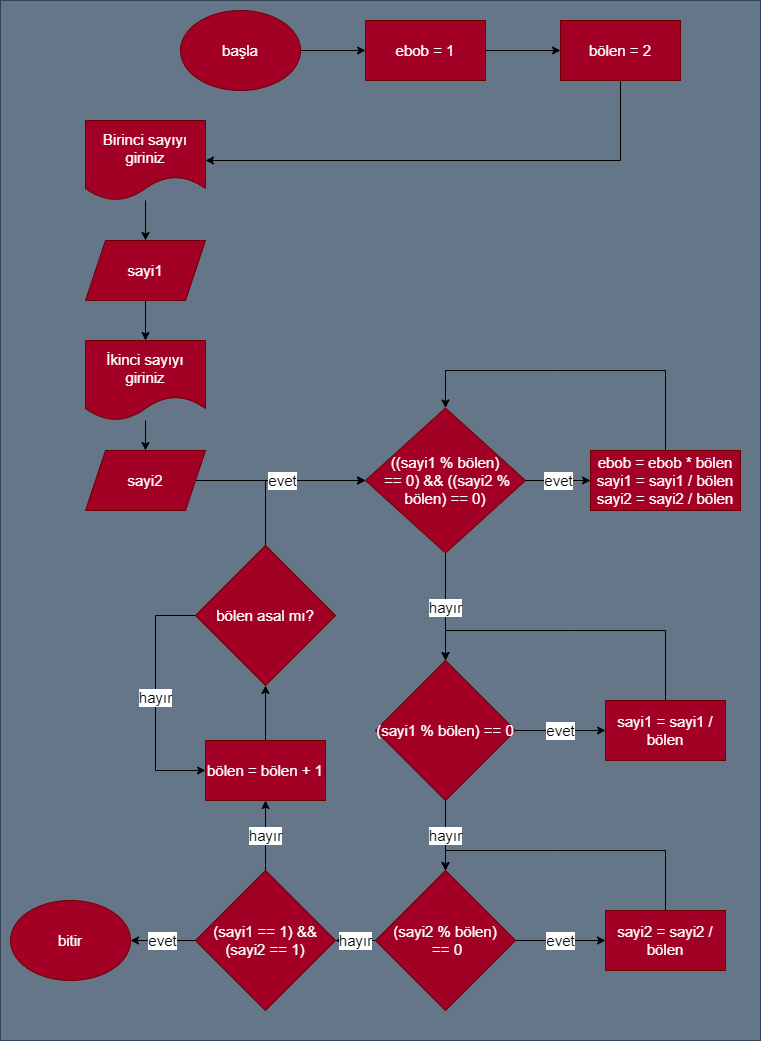 başla
ebob = 1
bölen = 2
Birinci sayıyı
giriniz
sayi1
İkinci sayıyı
giriniz
sayi2
evet
((sayi1 % bölen)
== 0) && ((sayi2 %
bölen) == 0)
evet
ebob = ebob * bölen
sayi1 = sayi1 / bölen
sayi2 = sayi2 / bölen
hayır
bölen asal mı?
hayır
bölen = bölen + 1
(sayi1 % bölen) == 0
evet
sayi1 = sayi1 /
bölen
hayır
hayır
bitir
evet
(sayi1 == 1) &&
(sayi2 == 1)
hayır
(sayi2 % bölen)
== 0
evet
sayi2 = sayi2 /
bölen